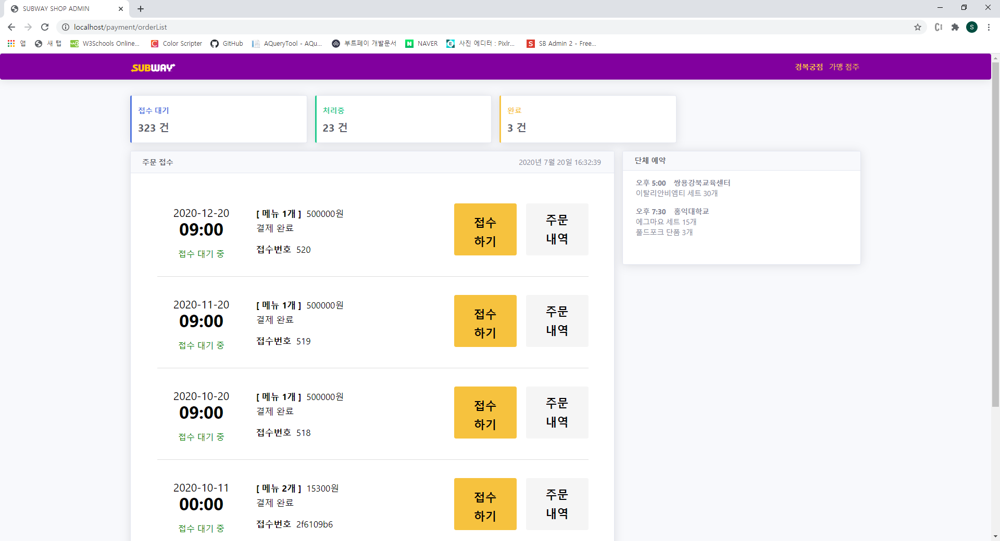 SUBWAY SHOP ADMIN
localhost/payment/orderList
S
앱
새 탭
W3Schools Online...
Color Scripter
GitHub
AQueryTool - AQu...
부트페이 개발문서
NAVER
사진 에디터 : Pixlr...
SB Admin 2 - Free...
SUBWAY
경복궁점 가맹 점주
접수 대기
323 건
처리중
23 건
완료
3 건
주문 접수
2020년 7월 20일 16:32:39
2020-12-20
09:00
접수 대기 중
[ 메뉴 1개 ] 500000원
결제 완료
접수번호 520
접수
하기
주문
내역
2020-11-20
09:00
접수 대기 중
[ 메뉴 1개 ] 500000원
결제 완료
접수번호 519
접수
하기
주문
내역
2020-10-20
09:00
접수 대기 중
[ 메뉴 1개 ] 500000원
결제 완료
접수번호 518
접수
하기
주문
내역
2020-10-11
00:00
접수 대기 중
[ 메뉴 2개 ] 15300원
결제 완료
접수번호 2f6109b6
접수
하기
주문
내역
단체 예약
오후 5:00 쌍용강북교육센터
이탈리안비엠티 세트 30개
오후 7:30 홍익대학교
에그마요 세트 15개
풀드포크 단품 3개